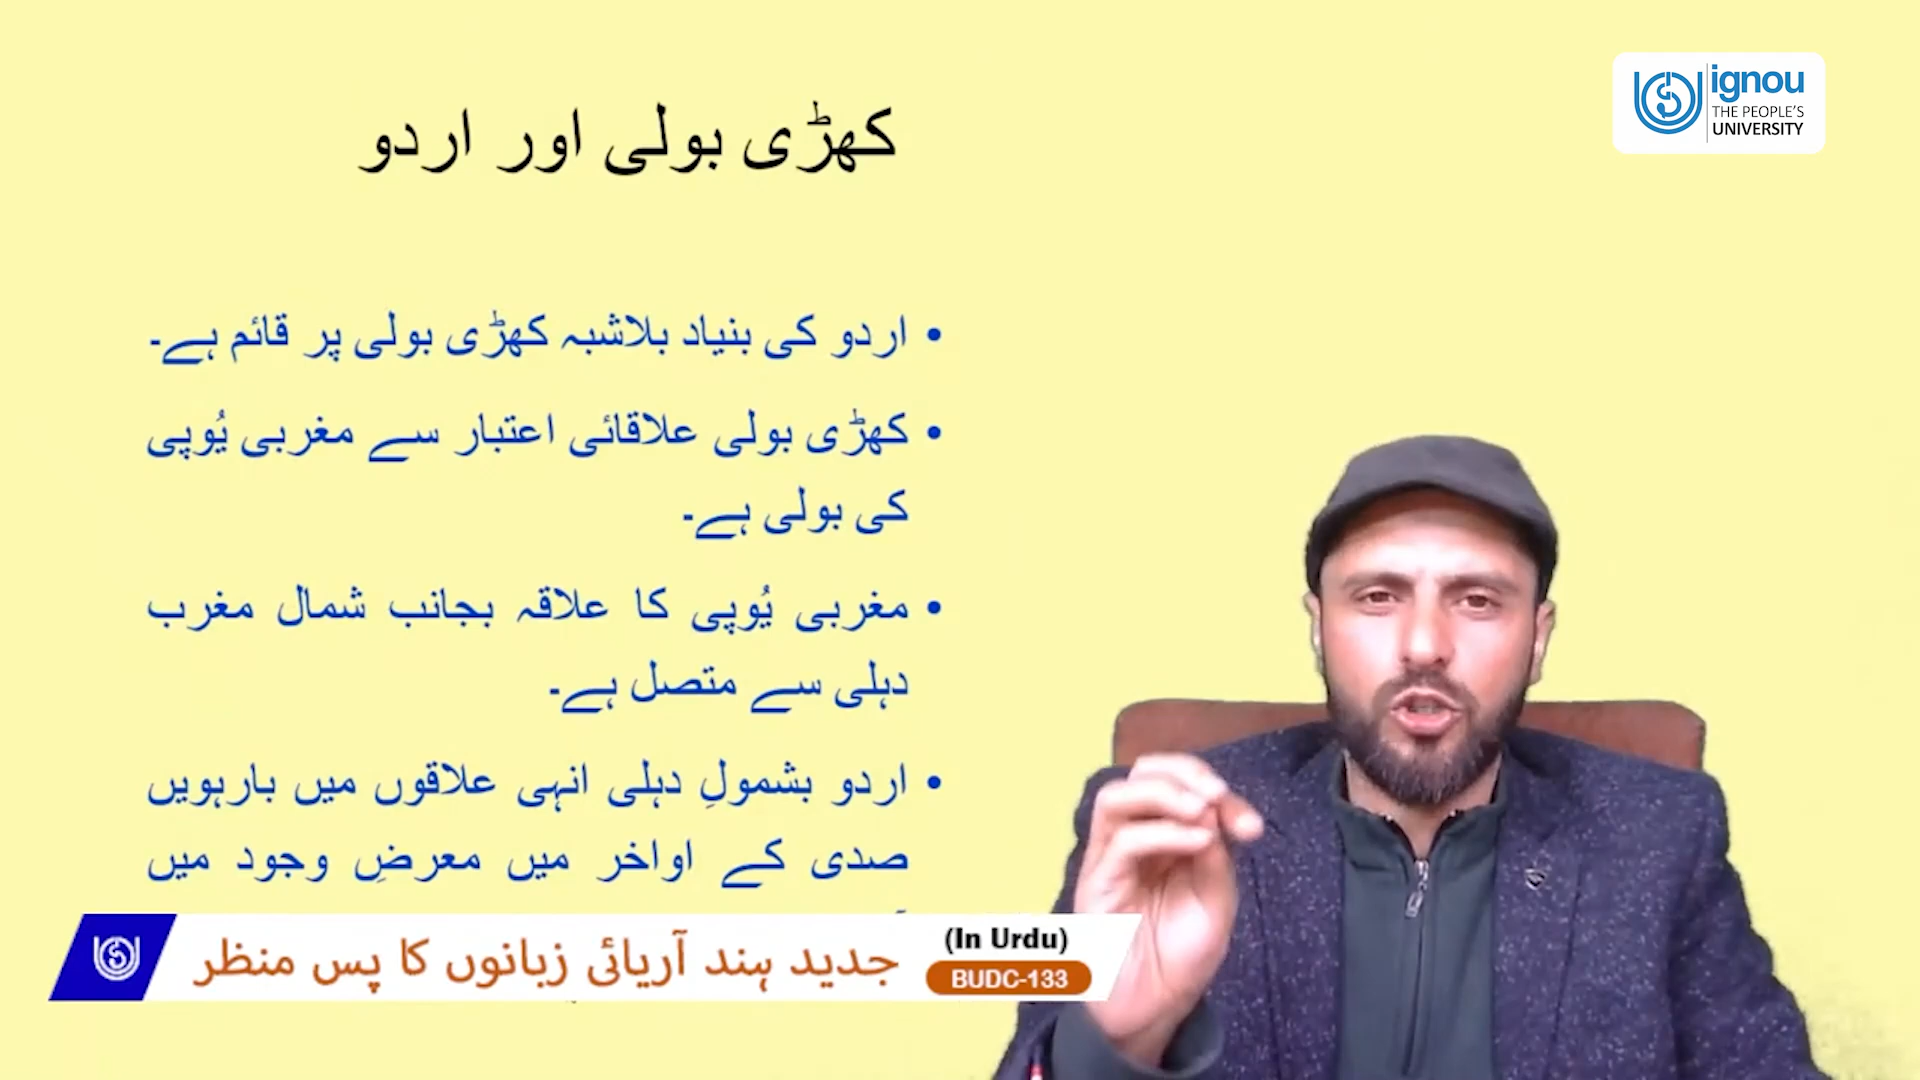 ignou
THE PEOPLE'S
UNIVERSITY
کھڑی بولی اور اردو
• اردو کی بنیاد بلاشبہ کھڑی بولی پر قائم ہے۔
• کھڑی بولی علاقائی اعتبار سے مغربی یُوپی
کی بولی ہے۔
• مغربی یُوپی کا علاقہ بجانب شمال مغرب
دہلی سے متصل ہے۔
• اردو بشمولِ دہلی انہی علاقوں میں بارہویں
صدی کے اواخر میں معرضِ وجود میں
جدید ہند آریائی زبانوں کا پس منظر
(In Urdu)
BUDC-133